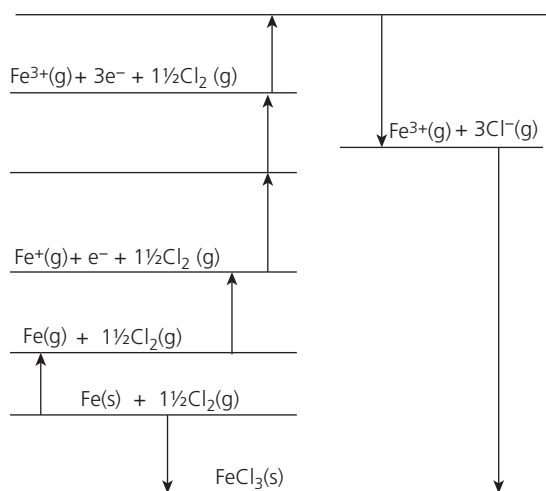 Fe³⁺(g) + 3e⁻ + 1½Cl₂ (g)
Fe³⁺(g) + 3Cl⁻(g)
Fe⁺(g) + e⁻ + 1½Cl₂ (g)
Fe(g) + 1½Cl₂(g)
Fe(s) + 1½Cl₂(g)
FeCl₃(s)